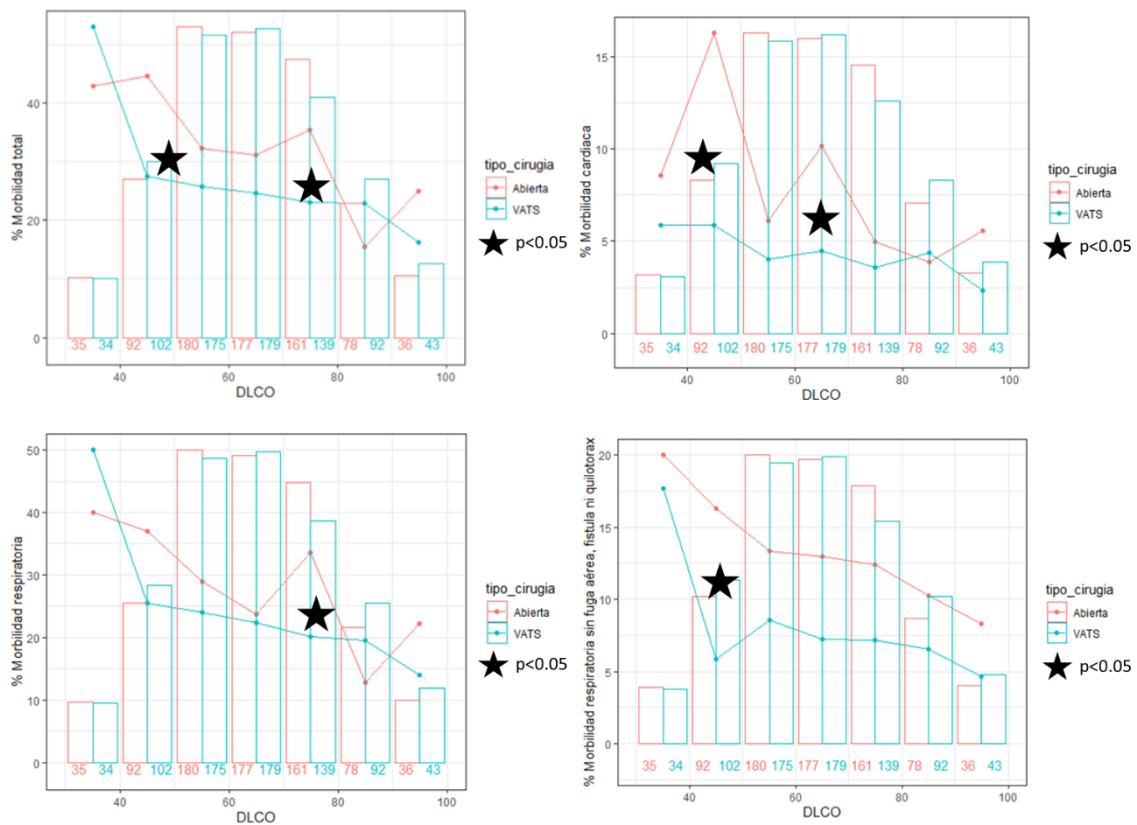 % Morbilidad total
40
20
0
35 34 92 102 180 175 177 179 161 139 78 92 36 43
40 60 80 100
DLCO
tipo_cirugia
Abierta
VATS
p<0.05
% Morbilidad cardiaca
15
10
5
0
35 34 92 102 180 175 177 179 161 139 78 92 36 43
40 60 80 100
DLCO
tipo_cirugia
Abierta
VATS
p<0.05
% Morbilidad respiratoria
50
40
30
20
10
0
35 34 92 102 180 175 177 179 161 139 78 92 36 43
40 60 80 100
DLCO
tipo_cirugia
Abierta
VATS
p<0.05
% Morbilidad respiratoria sin fuga aérea, fistula ni quilotorax
20
15
10
5
0
35 34 92 102 180 175 177 179 161 139 78 92 36 43
40 60 80 100
DLCO
tipo_cirugia
Abierta
VATS
p<0.05